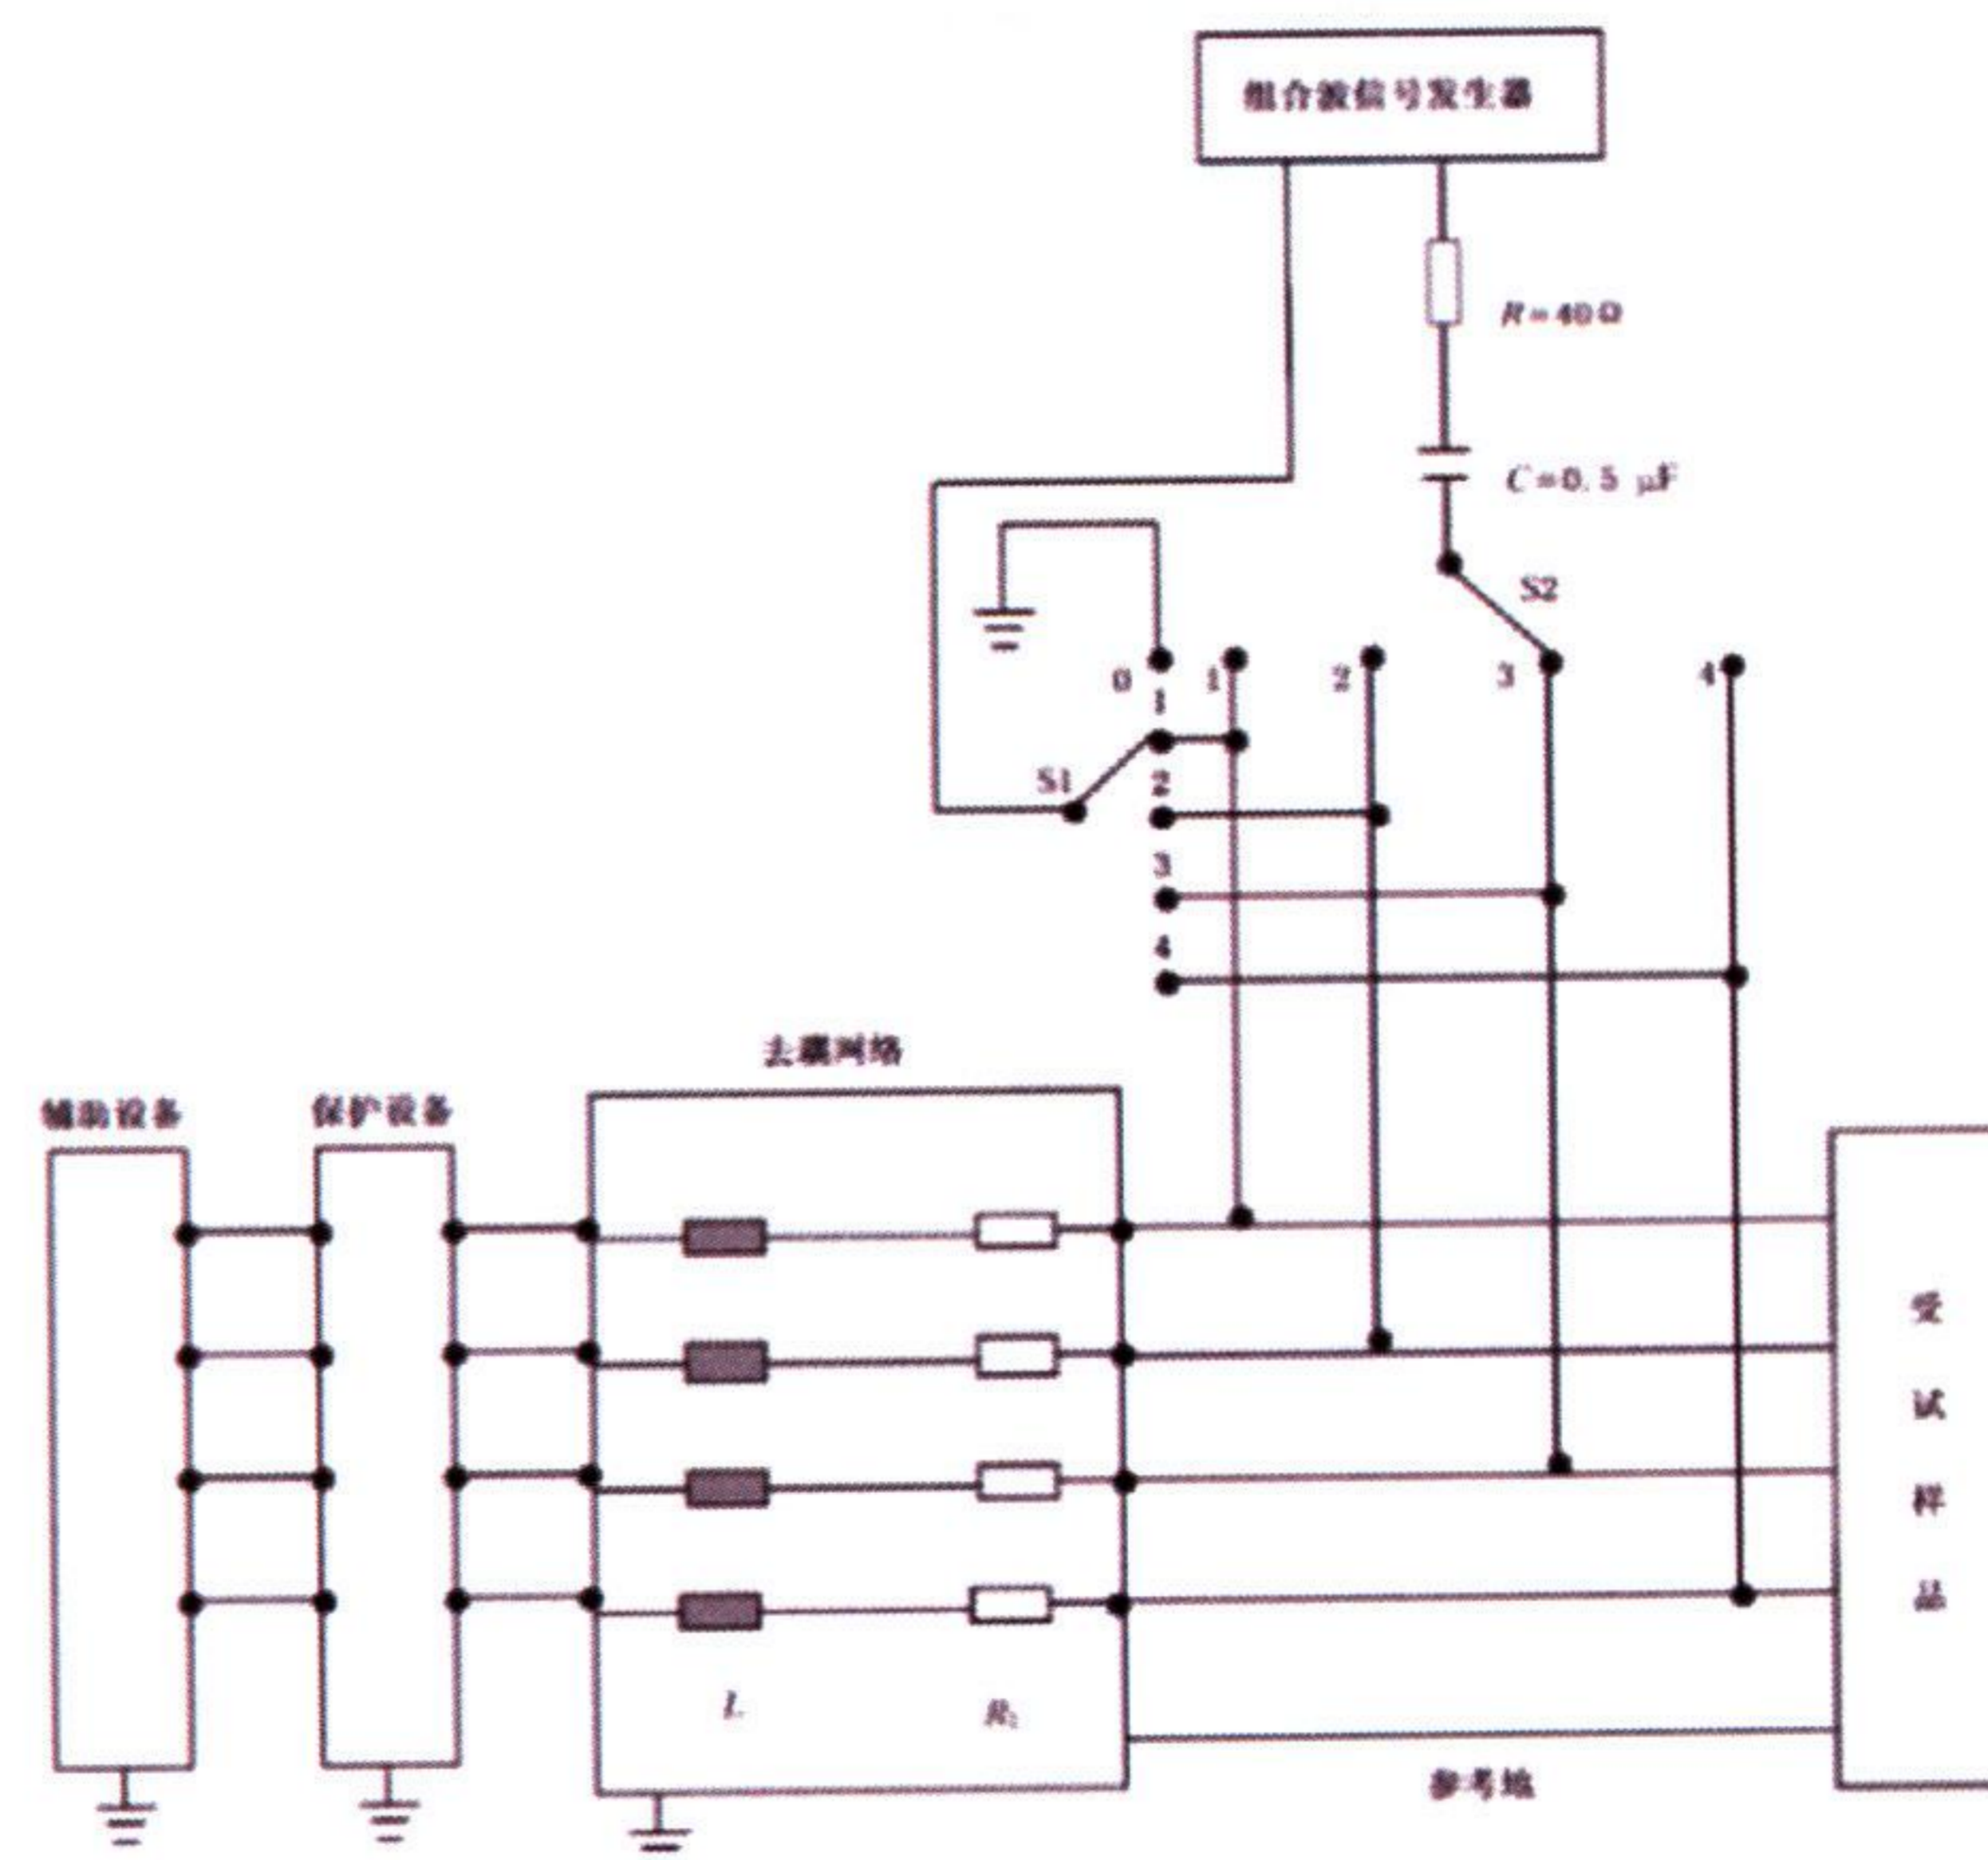 组合波信号发生器
R=40Ω
C=0.5 μF
S2
0 1 2 3 4
1
S1
2
3
4
去耦网络
辅助设备
保护设备
受
试
样
品
L
参考地